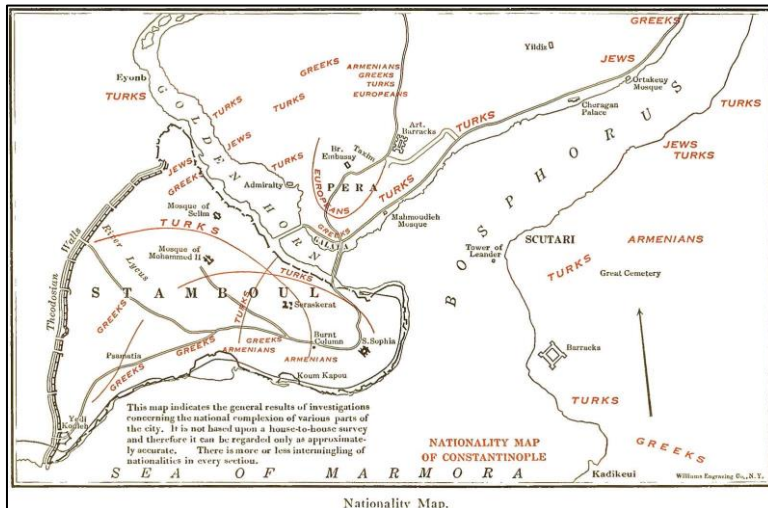 GREEKS
Yildiz
JEWS
GREEKS
ARMENIANS
GREEKS
TURKS
EUROPEANS
Ortakeuy
Mosque
Eyoub
TURKS
GOLDEN HORN
TURKS
TURKS
Choragan
Palace
TURKS
Art.
Barracks
TURKS
JEWS
Br.
Embassy
Taxim
JEWS
TURKS
JEWS
GREEKS
TURKS
Admiralty
EUROPEANS
PERA
TURKS
BOSPHORUS
Mosque of
Selim
GREEKS
Mahmoudieh
Mosque
GALATA
TURKS
Theodosian Walls
River Lycus
Mosque of
Mohammed II
Tower of
Leander
SCUTARI
ARMENIANS
TURKS
TURKS
Great Cemetery
STAMBOUL
Seraskerat
TURKS
GREEKS
Burnt
Column
S. Sophia
GREEKS
GREEKS
ARMENIANS
ARMENIANS
Barracks
Psamatia
GREEKS
Koum Kapou
TURKS
Yedi
Kouleh
This map indicates the general results of investigations
concerning the national complexion of various parts of
the city. It is not based upon a house-to-house survey
and therefore it can be regarded only as approximate-
ly accurate. There is more or less intermingling of
nationalities in every section.
NATIONALITY MAP
OF CONSTANTINOPLE
GREEKS
SEA OF MARMORA
Kadikeui
Williams Engraving Co., N.Y.
Nationality Map.